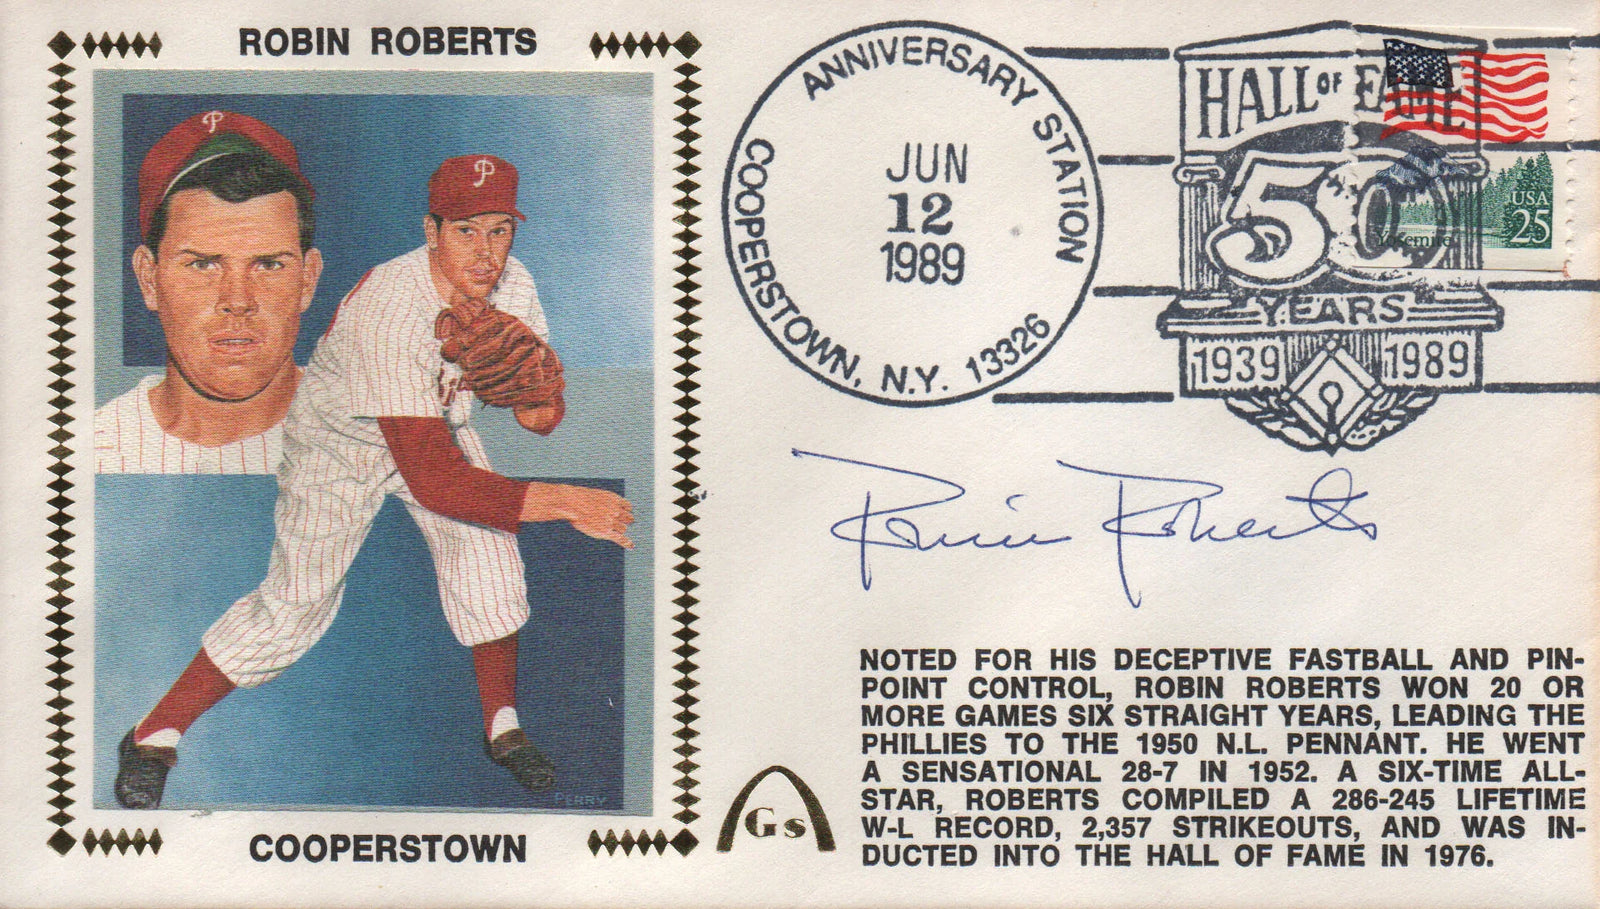 ROBIN ROBERTS
P
P
PERRY
COOPERSTOWN
ANNIVERSARY STATION
JUN
12
1989
COOPERSTOWN, N.Y. 13326
HALL OF FAME
50
YEARS
1939 1989
USA
25
Yosemite
Robin Roberts
Gs
NOTED FOR HIS DECEPTIVE FASTBALL AND PIN-
POINT CONTROL, ROBIN ROBERTS WON 20 OR
MORE GAMES SIX STRAIGHT YEARS, LEADING THE
PHILLIES TO THE 1950 N.L. PENNANT. HE WENT
A SENSATIONAL 28-7 IN 1952. A SIX-TIME ALL-
STAR, ROBERTS COMPILED A 286-245 LIFETIME
W-L RECORD, 2,357 STRIKEOUTS, AND WAS IN-
DUCTED INTO THE HALL OF FAME IN 1976.